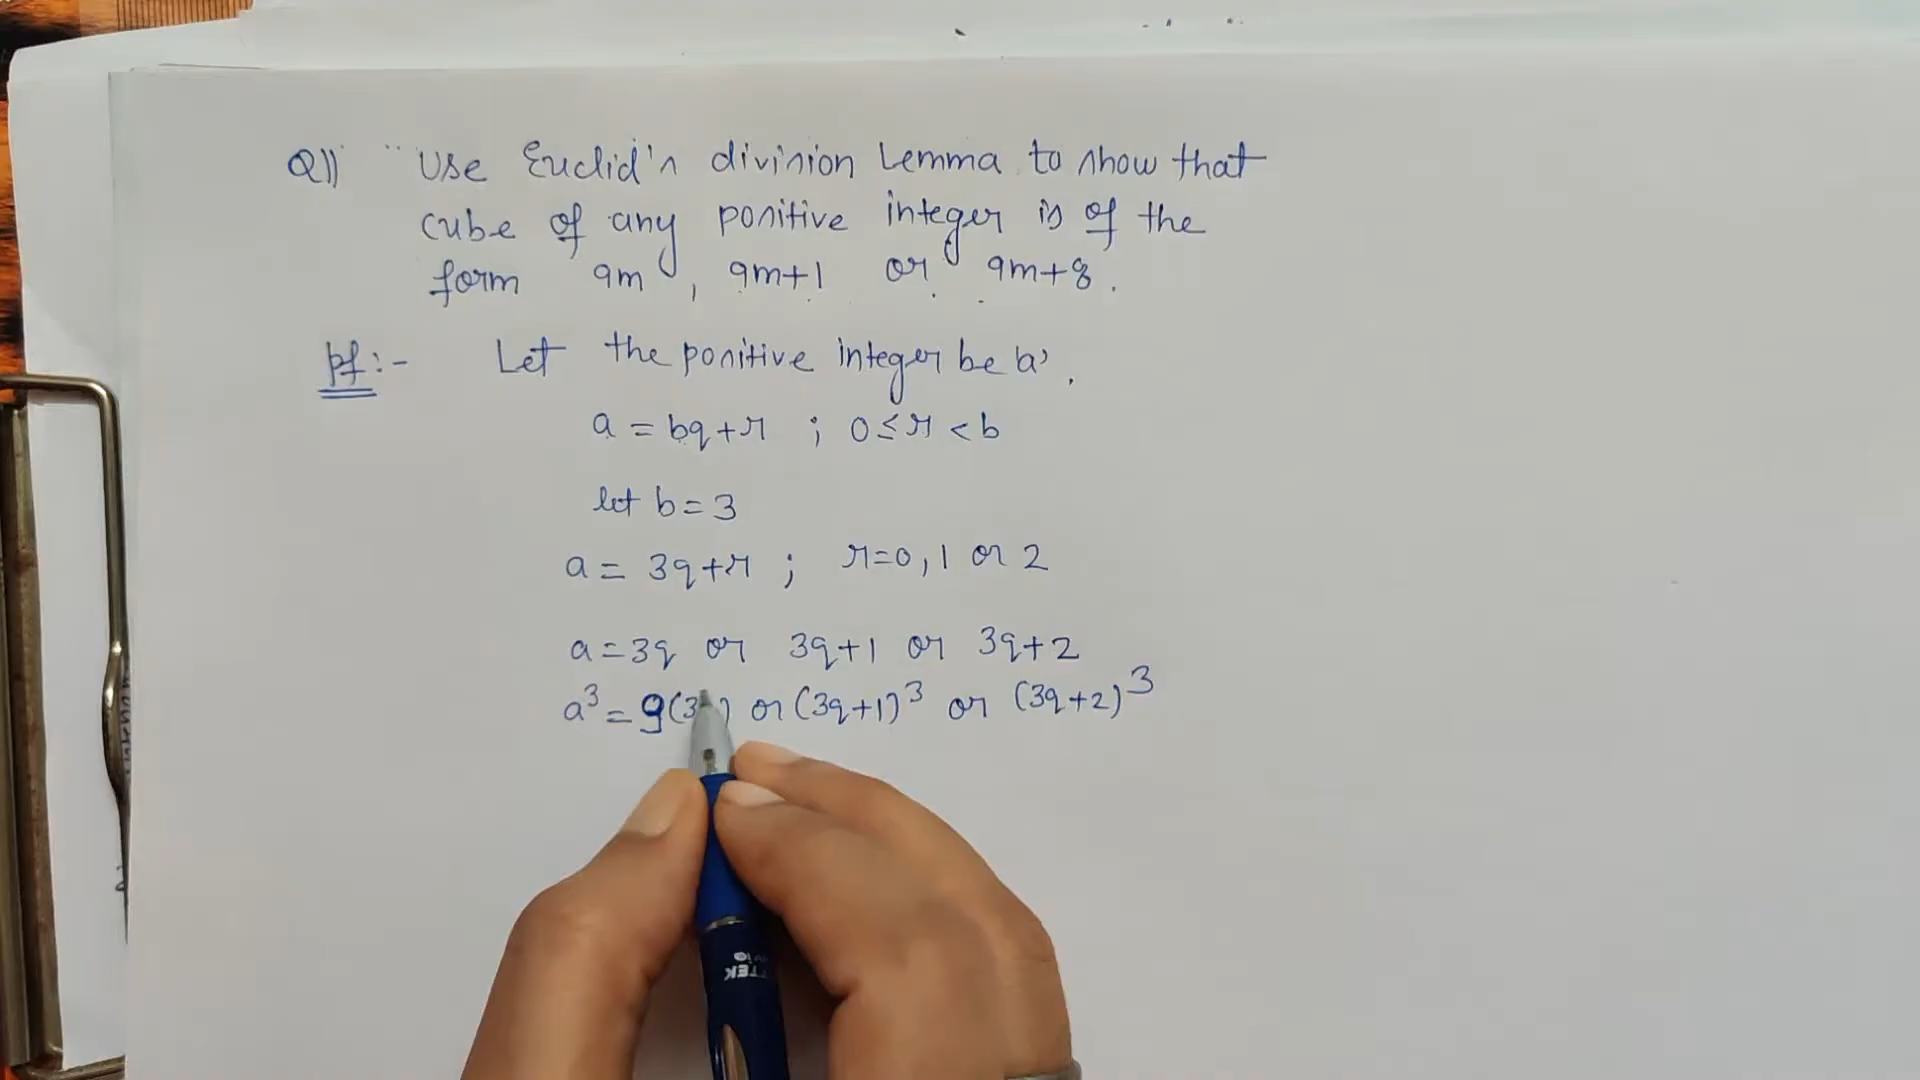 Q1) Use Euclid's division Lemma to show that
cube of any positive integer is of the
form 9m, 9m+1 or 9m+8.
Pf:- Let the positive integer be 'a'.
a = bq+r ; 0≤r<b
let b=3
a = 3q+r ; r=0,1 or 2
a=3q or 3q+1 or 3q+2
a³ = 9(3 ) or (3q+1)³ or (3q+2)³